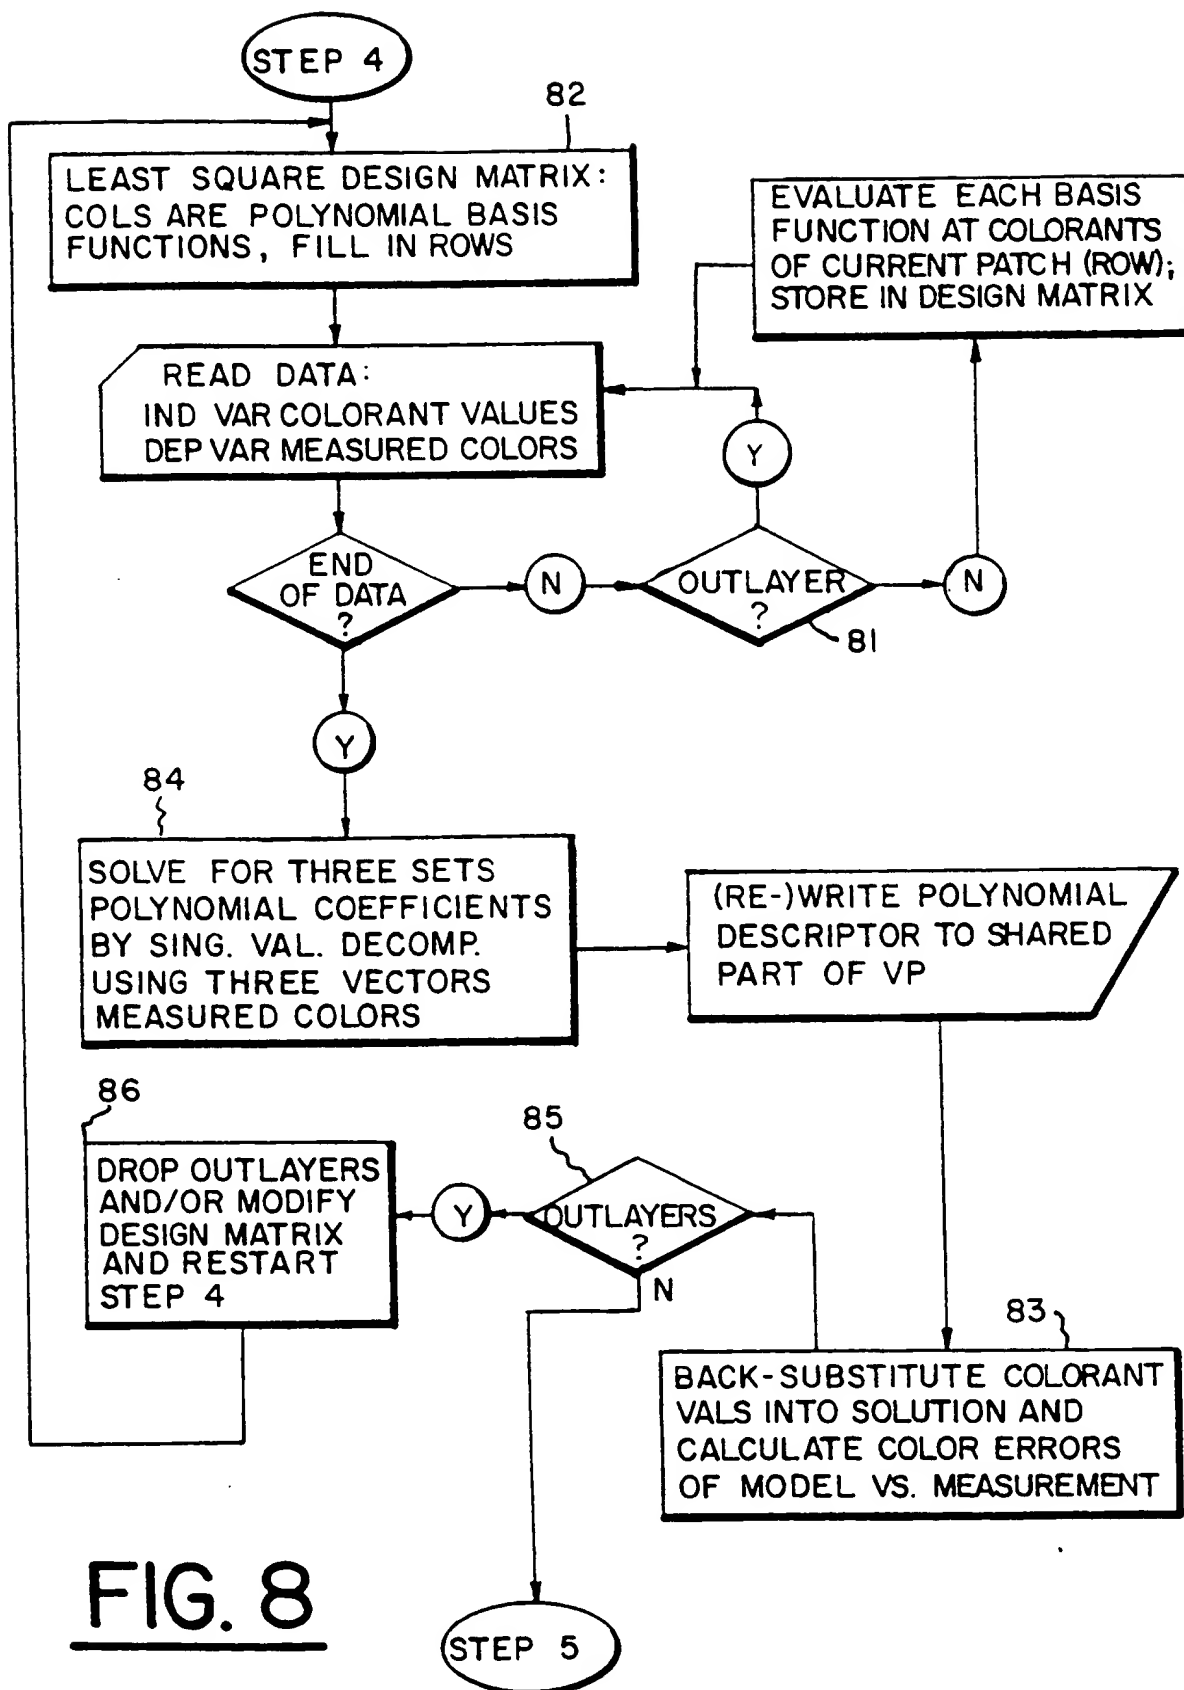 STEP 4
82
LEAST SQUARE DESIGN MATRIX:
COLS ARE POLYNOMIAL BASIS
FUNCTIONS, FILL IN ROWS
EVALUATE EACH BASIS
FUNCTION AT COLORANTS
OF CURRENT PATCH (ROW);
STORE IN DESIGN MATRIX
READ DATA:
IND VAR COLORANT VALUES
DEP VAR MEASURED COLORS
Y
END
OF DATA
?
N
OUTLAYER
?
N
81
Y
84
SOLVE FOR THREE SETS
POLYNOMIAL COEFFICIENTS
BY SING. VAL. DECOMP.
USING THREE VECTORS
MEASURED COLORS
(RE-)WRITE POLYNOMIAL
DESCRIPTOR TO SHARED
PART OF VP
86
DROP OUTLAYERS
AND/OR MODIFY
DESIGN MATRIX
AND RESTART
STEP 4
Y
85
OUTLAYERS
?
N
83
BACK-SUBSTITUTE COLORANT
VALS INTO SOLUTION AND
CALCULATE COLOR ERRORS
OF MODEL VS. MEASUREMENT
FIG. 8
STEP 5